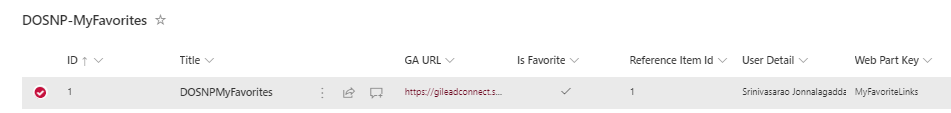 DOSNP-MyFavorites
ID Title GA URL Is Favorite Reference Item Id User Detail Web Part Key
1 DOSNPMyFavorites https://gileadconnect.s... 1 Srinivasarao Jonnalagadda MyFavoriteLinks